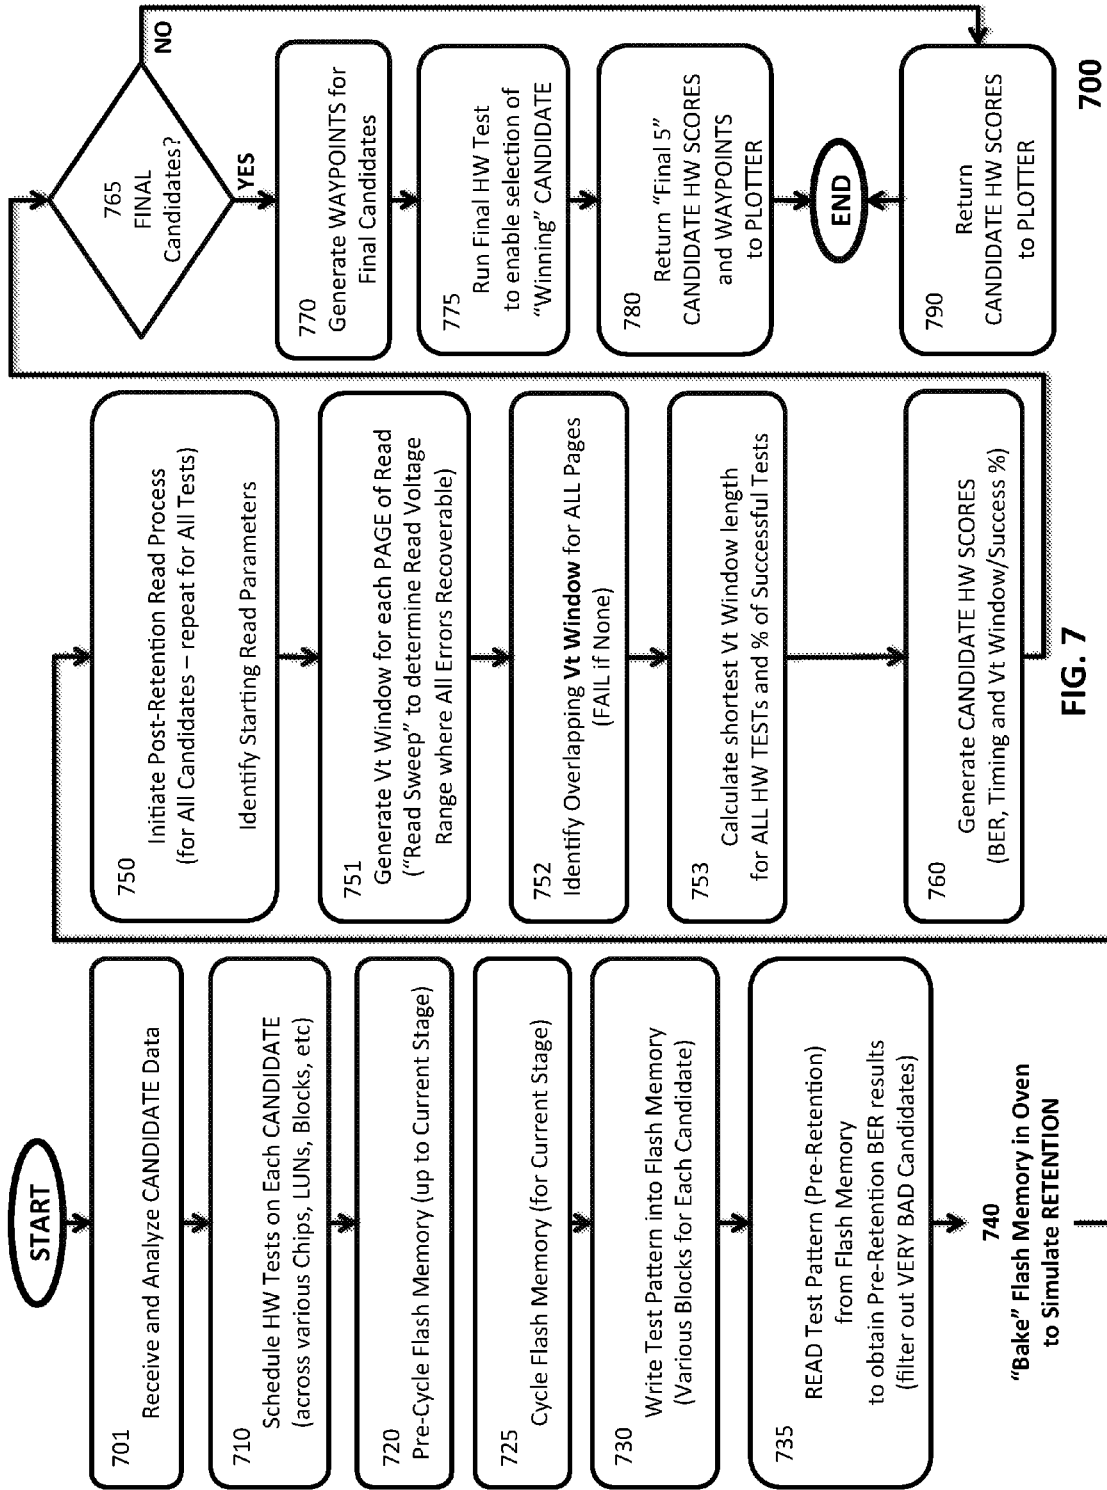 START
701
Receive and Analyze CANDIDATE Data
710
Schedule HW Tests on Each CANDIDATE
(across various Chips, LUNs, Blocks, etc)
720
Pre-Cycle Flash Memory (up to Current Stage)
725
Cycle Flash Memory (for Current Stage)
730
Write Test Pattern into Flash Memory
(Various Blocks for Each Candidate)
735
READ Test Pattern (Pre-Retention)
from Flash Memory
to obtain Pre-Retention BER results
(filter out VERY BAD Candidates)
740
"Bake" Flash Memory in Oven
to Simulate RETENTION
750
Initiate Post-Retention Read Process
(for All Candidates – repeat for All Tests)
Identify Starting Read Parameters
751
Generate Vt Window for each PAGE of Read
("Read Sweep" to determine Read Voltage
Range where All Errors Recoverable)
752
Identify Overlapping Vt Window for ALL Pages
(FAIL if None)
753
Calculate shortest Vt Window length
for ALL HW TESTs and % of Successful Tests
760
Generate CANDIDATE HW SCORES
(BER, Timing and Vt Window/Success %)
765
FINAL
Candidates?
NO
YES
770
Generate WAYPOINTS for
Final Candidates
775
Run Final HW Test
to enable selection of
"Winning" CANDIDATE
780
Return "Final 5"
CANDIDATE HW SCORES
and WAYPOINTS
to PLOTTER
END
790
Return
CANDIDATE HW SCORES
to PLOTTER
FIG. 7
700